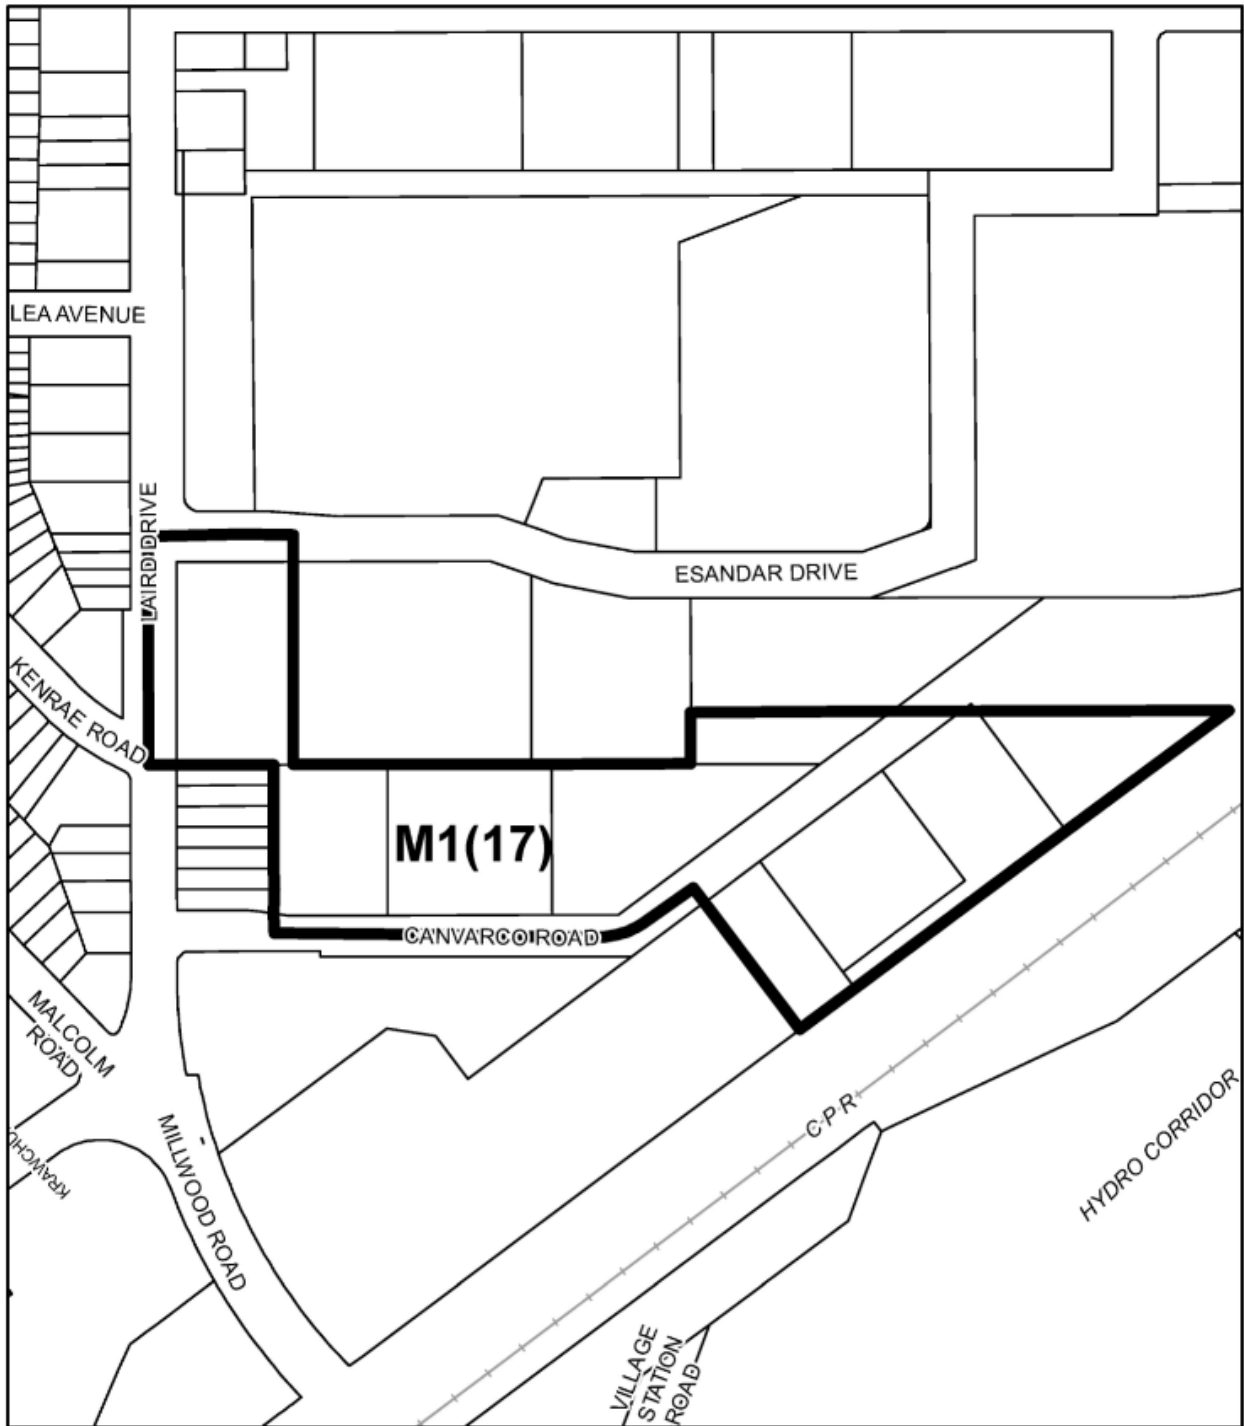 LEA AVENUE
LAIRD DRIVE
ESANDAR DRIVE
KENRAE ROAD
M1(17)
CANVARCO ROAD
MALCOLM
ROAD
C-P-R
HYDRO CORRIDOR
MILLWOOD ROAD
VILLAGE
STATION
ROAD